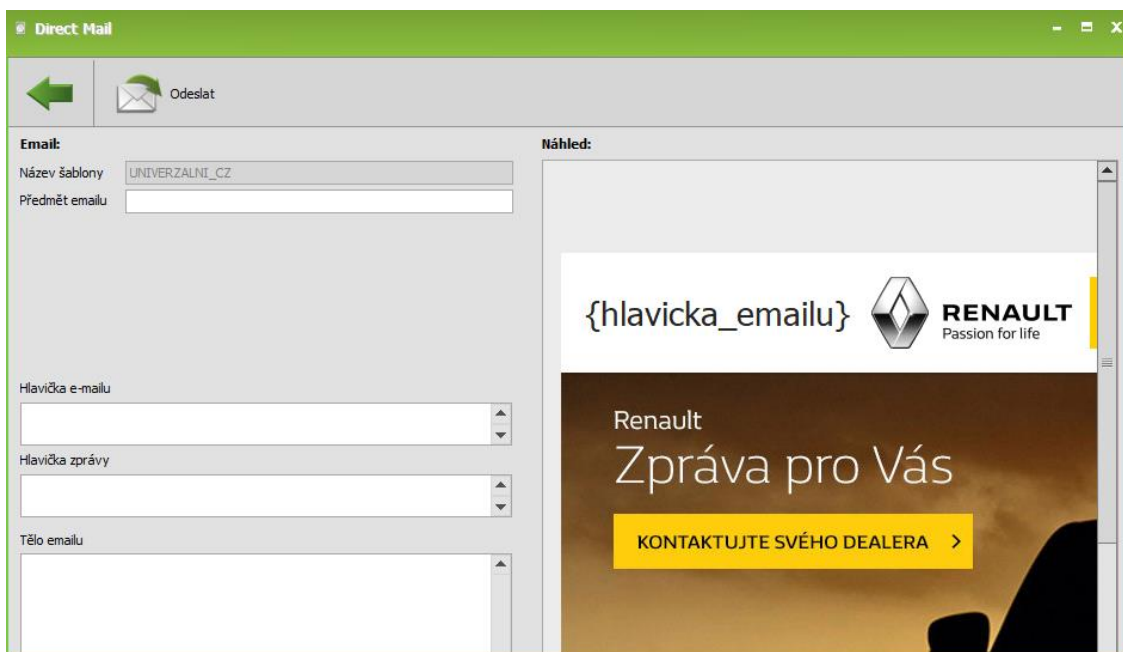 Direct Mail
Odeslat
Email:
Název šablony
UNIVERZALNI_CZ
Předmět emailu
Hlavička e-mailu
Hlavička zprávy
Tělo emailu
Náhled:
{hlavicka_emailu}
RENAULT
Passion for life
Renault
Zpráva pro Vás
KONTAKTUJTE SVÉHO DEALERA >